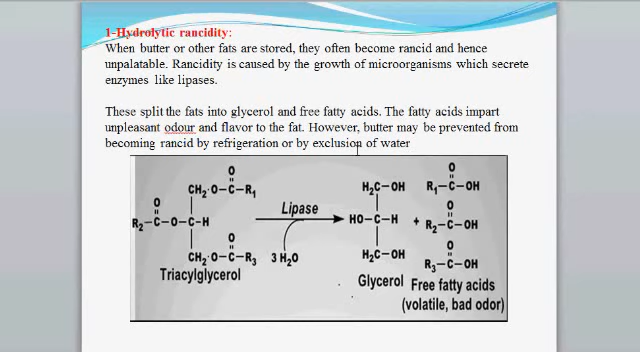 1-Hydrolytic rancidity:
When butter or other fats are stored, they often become rancid and hence
unpalatable. Rancidity is caused by the growth of microorganisms which secrete
enzymes like lipases.
These split the fats into glycerol and free fatty acids. The fatty acids impart
unpleasant odour and flavor to the fat. However, butter may be prevented from
becoming rancid by refrigeration or by exclusion of water
O
CH₂·O–C–R₁
O
R₂–C–O–C–H
O
CH₂·O–C–R₃
Triacylglycerol
Lipase
3 H₂O
H₂C–OH
HO–C–H
H₂C–OH
Glycerol
+
O
R₁–C–OH
O
R₂–C–OH
O
R₃–C–OH
Free fatty acids
(volatile, bad odor)